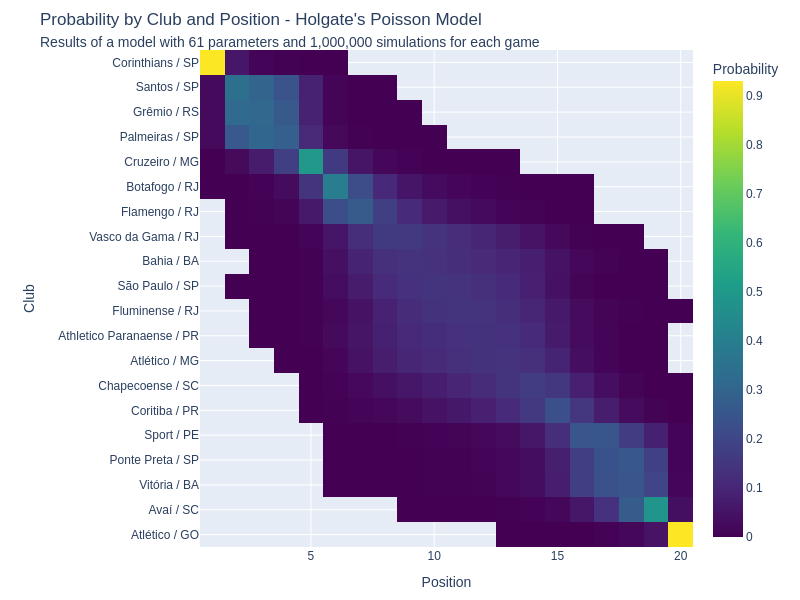 Probability by Club and Position - Holgate's Poisson Model
Results of a model with 61 parameters and 1,000,000 simulations for each game
Probability
Corinthians / SP
Santos / SP
Grêmio / RS
Palmeiras / SP
Cruzeiro / MG
Botafogo / RJ
Flamengo / RJ
Vasco da Gama / RJ
Bahia / BA
São Paulo / SP
Fluminense / RJ
Athletico Paranaense / PR
Atlético / MG
Chapecoense / SC
Coritiba / PR
Sport / PE
Ponte Preta / SP
Vitória / BA
Avaí / SC
Atlético / GO
Club
5
10
15
20
Position
0.9
0.8
0.7
0.6
0.5
0.4
0.3
0.2
0.1
0